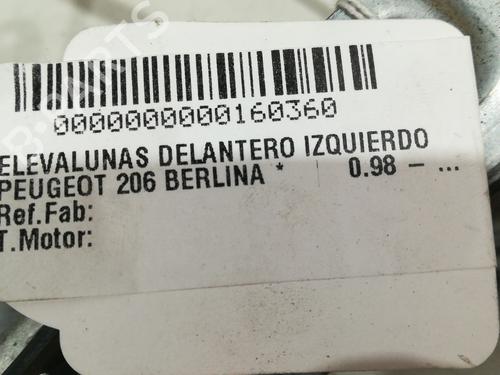 0000000000160360
ELEVALUNAS DELANTERO IZQUIERDO
PEUGEOT 206 BERLINA * 0.98 - ...
Ref.Fab:
T.Motor: